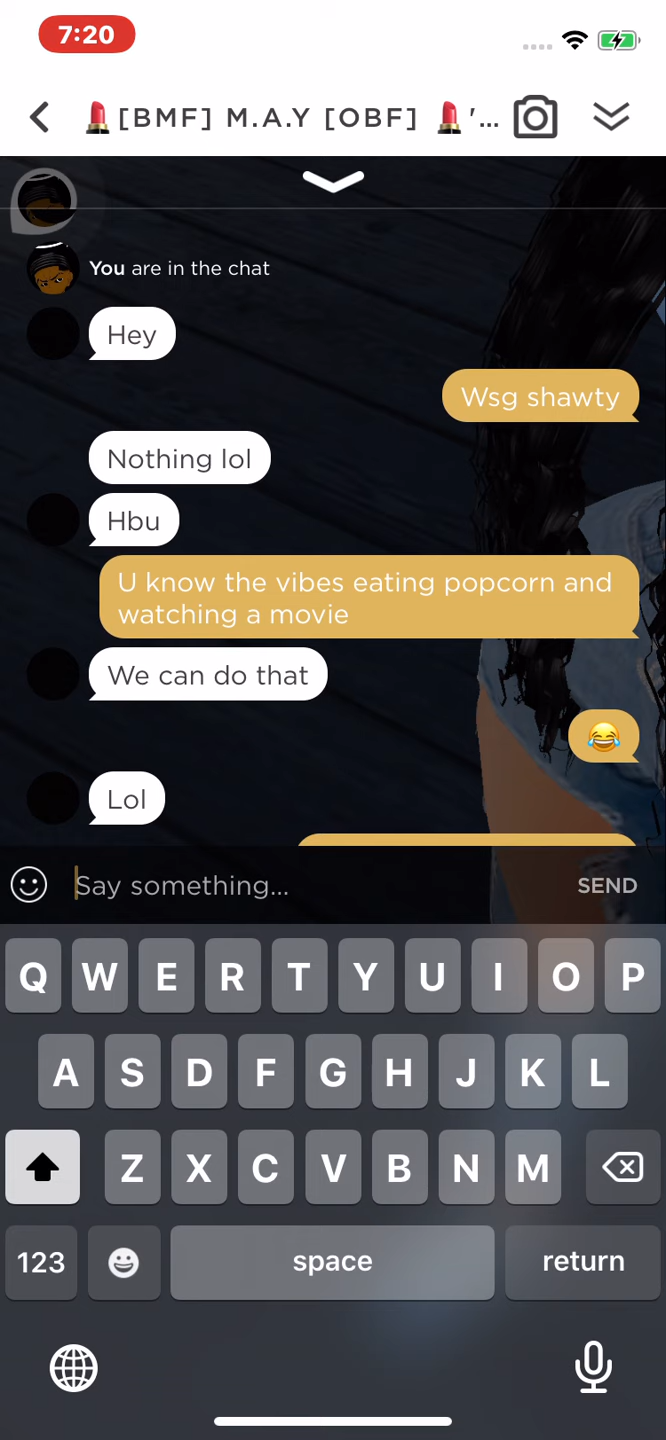 7:20
💄[BMF] M.A.Y [OBF] 💄'...
You are in the chat
Hey
Wsg shawty
Nothing lol
Hbu
U know the vibes eating popcorn and
watching a movie
We can do that
😂
Lol
Say something...
SEND
Q W E R T Y U I O P
A S D F G H J K L
Z X C V B N M
123
space
return